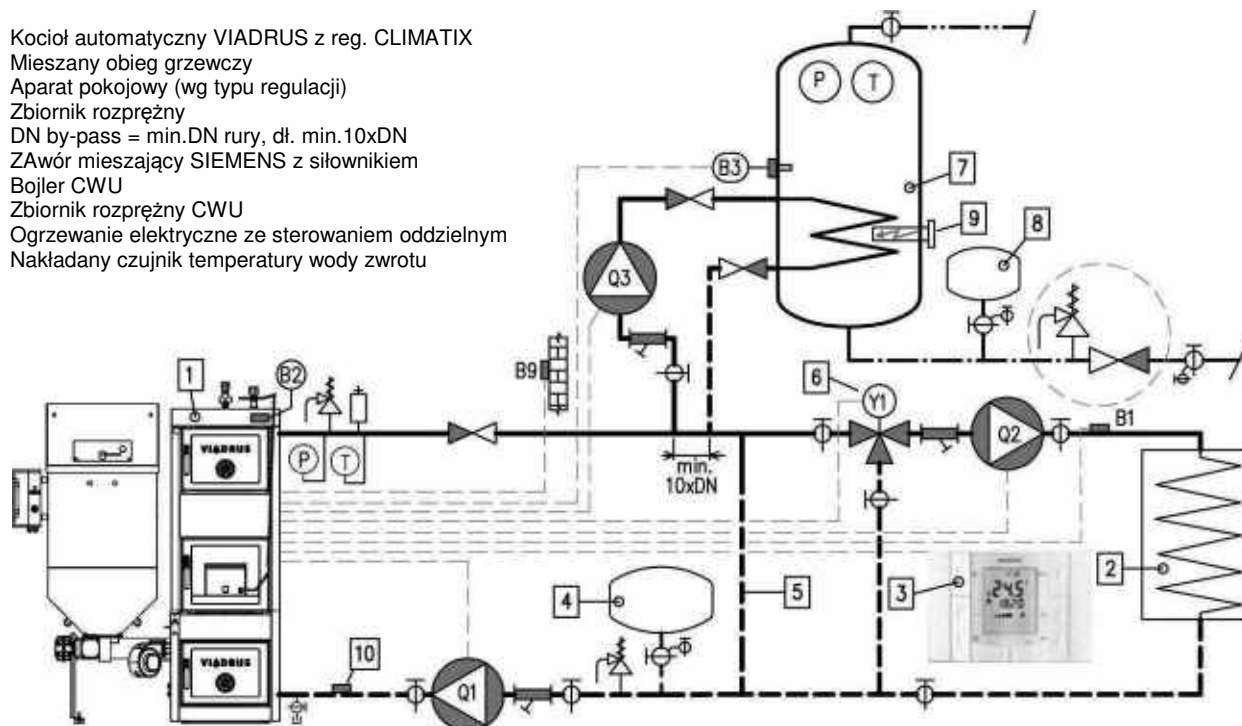 Kocioł automatyczny VIADRUS z reg. CLIMATIX
Mieszany obieg grzewczy
Aparat pokojowy (wg typu regulacji)
Zbiornik rozprężny
DN by-pass = min.DN rury, dł. min.10xDN
ZAwór mieszający SIEMENS z siłownikiem
Bojler CWU
Zbiornik rozprężny CWU
Ogrzewanie elektryczne ze sterowaniem oddzielnym
Nakładany czujnik temperatury wody zwrotu
P T
B3
7
9
8
Q3
B9
6
1
B2
Y1
Q2
B1
P T
min.
10xDN
VIADRUS
2
3
24.5
4
5
10
Q1
VIADRUS